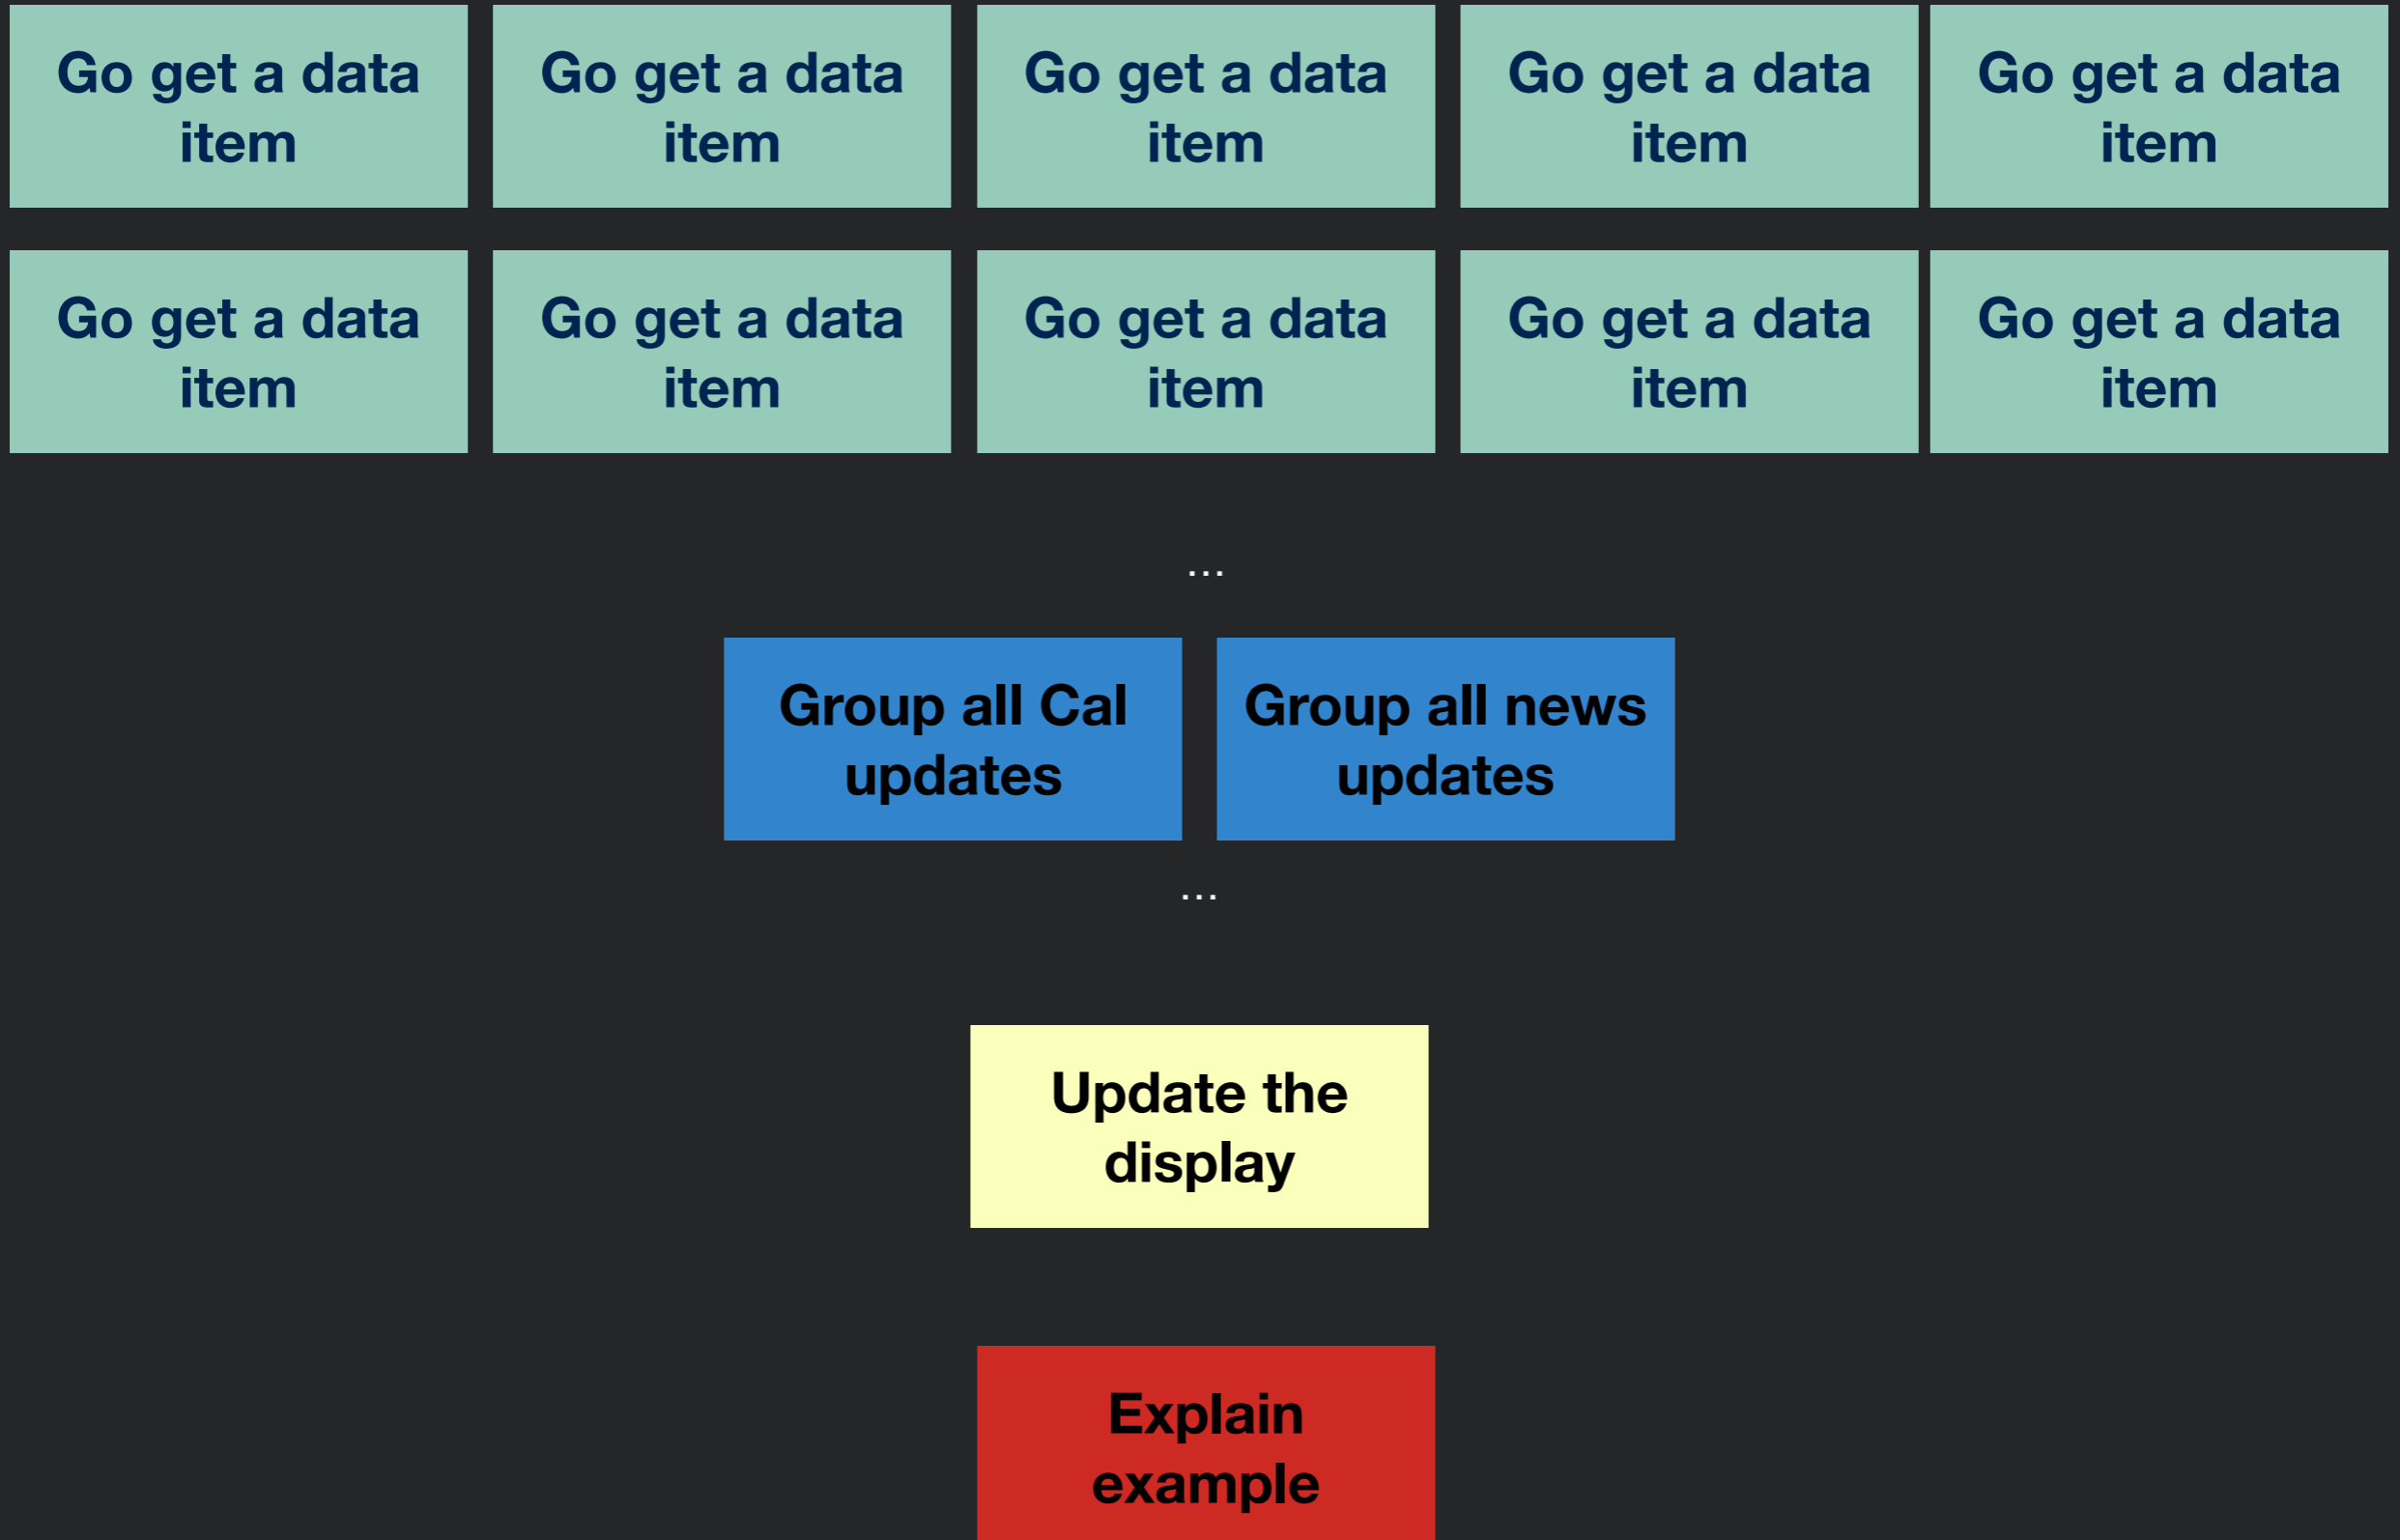 Go get a data
item
Go get a data
item
Go get a data
item
Go get a data
item
Go get a data
item
Go get a data
item
Go get a data
item
Go get a data
item
Go get a data
item
Go get a data
item
...
Group all Cal
updates
Group all news
updates
...
Update the
display
Explain
example